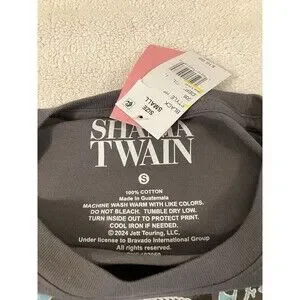 BLACK
SIZE
SMALL
SHANIA
TWAIN
S
100% COTTON
Made in Guatemala
MACHINE WASH WARM WITH LIKE COLORS.
DO NOT BLEACH. TUMBLE DRY LOW.
TURN INSIDE OUT TO PROTECT PRINT.
COOL IRON IF NEEDED.
© 2024 Jett Touring, LLC,
Under license to Bravado International Group
All rights reserved.